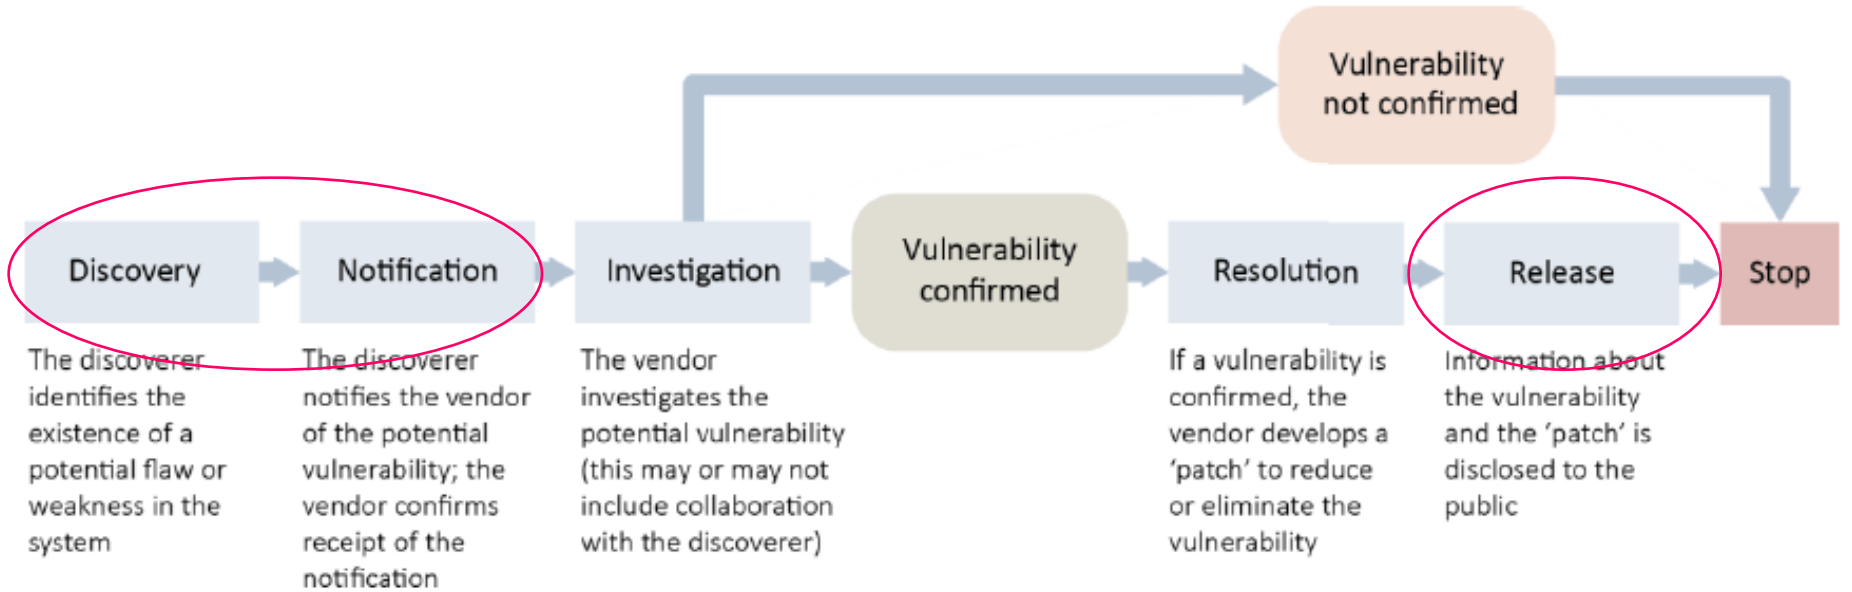 Vulnerability
not confirmed
Discovery
Notification
Investigation
Vulnerability
confirmed
Resolution
Release
Stop
The discoverer
identifies the
existence of a
potential flaw or
weakness in the
system
The discoverer
notifies the vendor
of the potential
vulnerability; the
vendor confirms
receipt of the
notification
The vendor
investigates the
potential vulnerability
(this may or may not
include collaboration
with the discoverer)
If a vulnerability is
confirmed, the
vendor develops a
‘patch’ to reduce
or eliminate the
vulnerability
Information about
the vulnerability
and the ‘patch’ is
disclosed to the
public